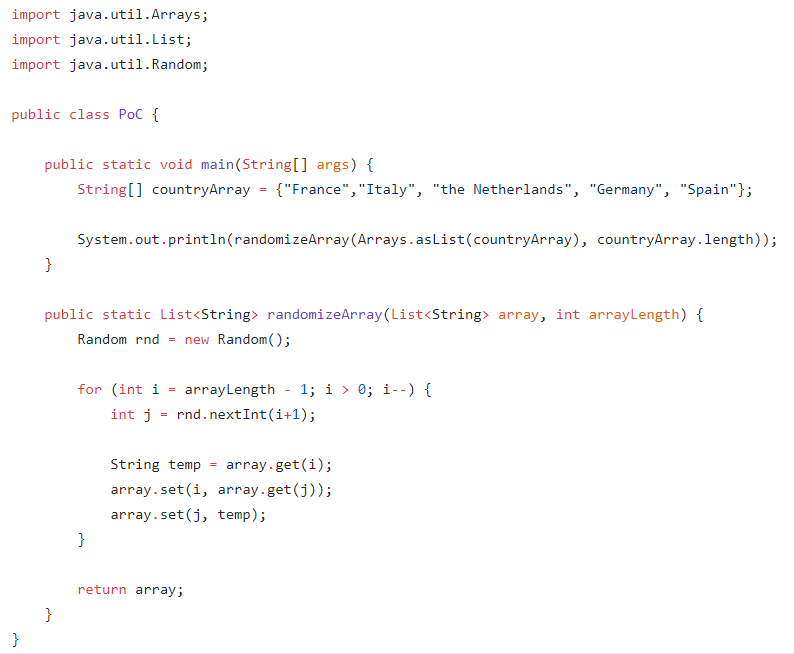 import java.util.Arrays;
import java.util.List;
import java.util.Random;

public class PoC {

    public static void main(String[] args) {
        String[] countryArray = {"France","Italy", "the Netherlands", "Germany", "Spain"};

        System.out.println(randomizeArray(Arrays.asList(countryArray), countryArray.length));
    }

    public static List<String> randomizeArray(List<String> array, int arrayLength) {
        Random rnd = new Random();

        for (int i = arrayLength - 1; i > 0; i--) {
            int j = rnd.nextInt(i+1);

            String temp = array.get(i);
            array.set(i, array.get(j));
            array.set(j, temp);
        }

        return array;
    }
}